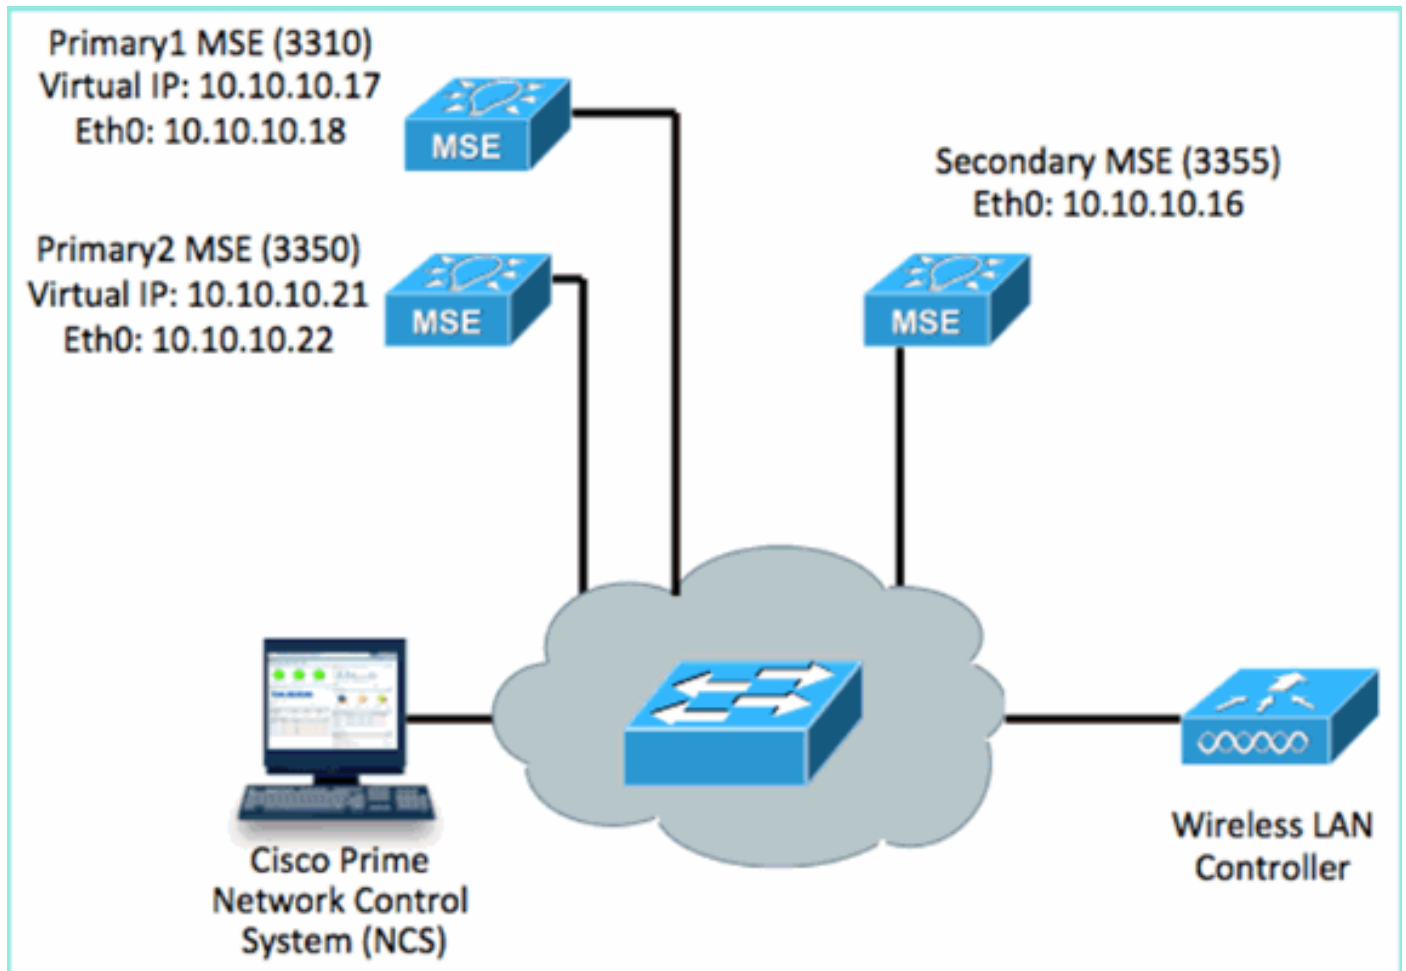 Primary1 MSE (3310)
Virtual IP: 10.10.10.17
Eth0: 10.10.10.18
MSE
Secondary MSE (3355)
Eth0: 10.10.10.16
Primary2 MSE (3350)
Virtual IP: 10.10.10.21
Eth0: 10.10.10.22
MSE
MSE
Cisco Prime
Network Control
System (NCS)
Wireless LAN
Controller